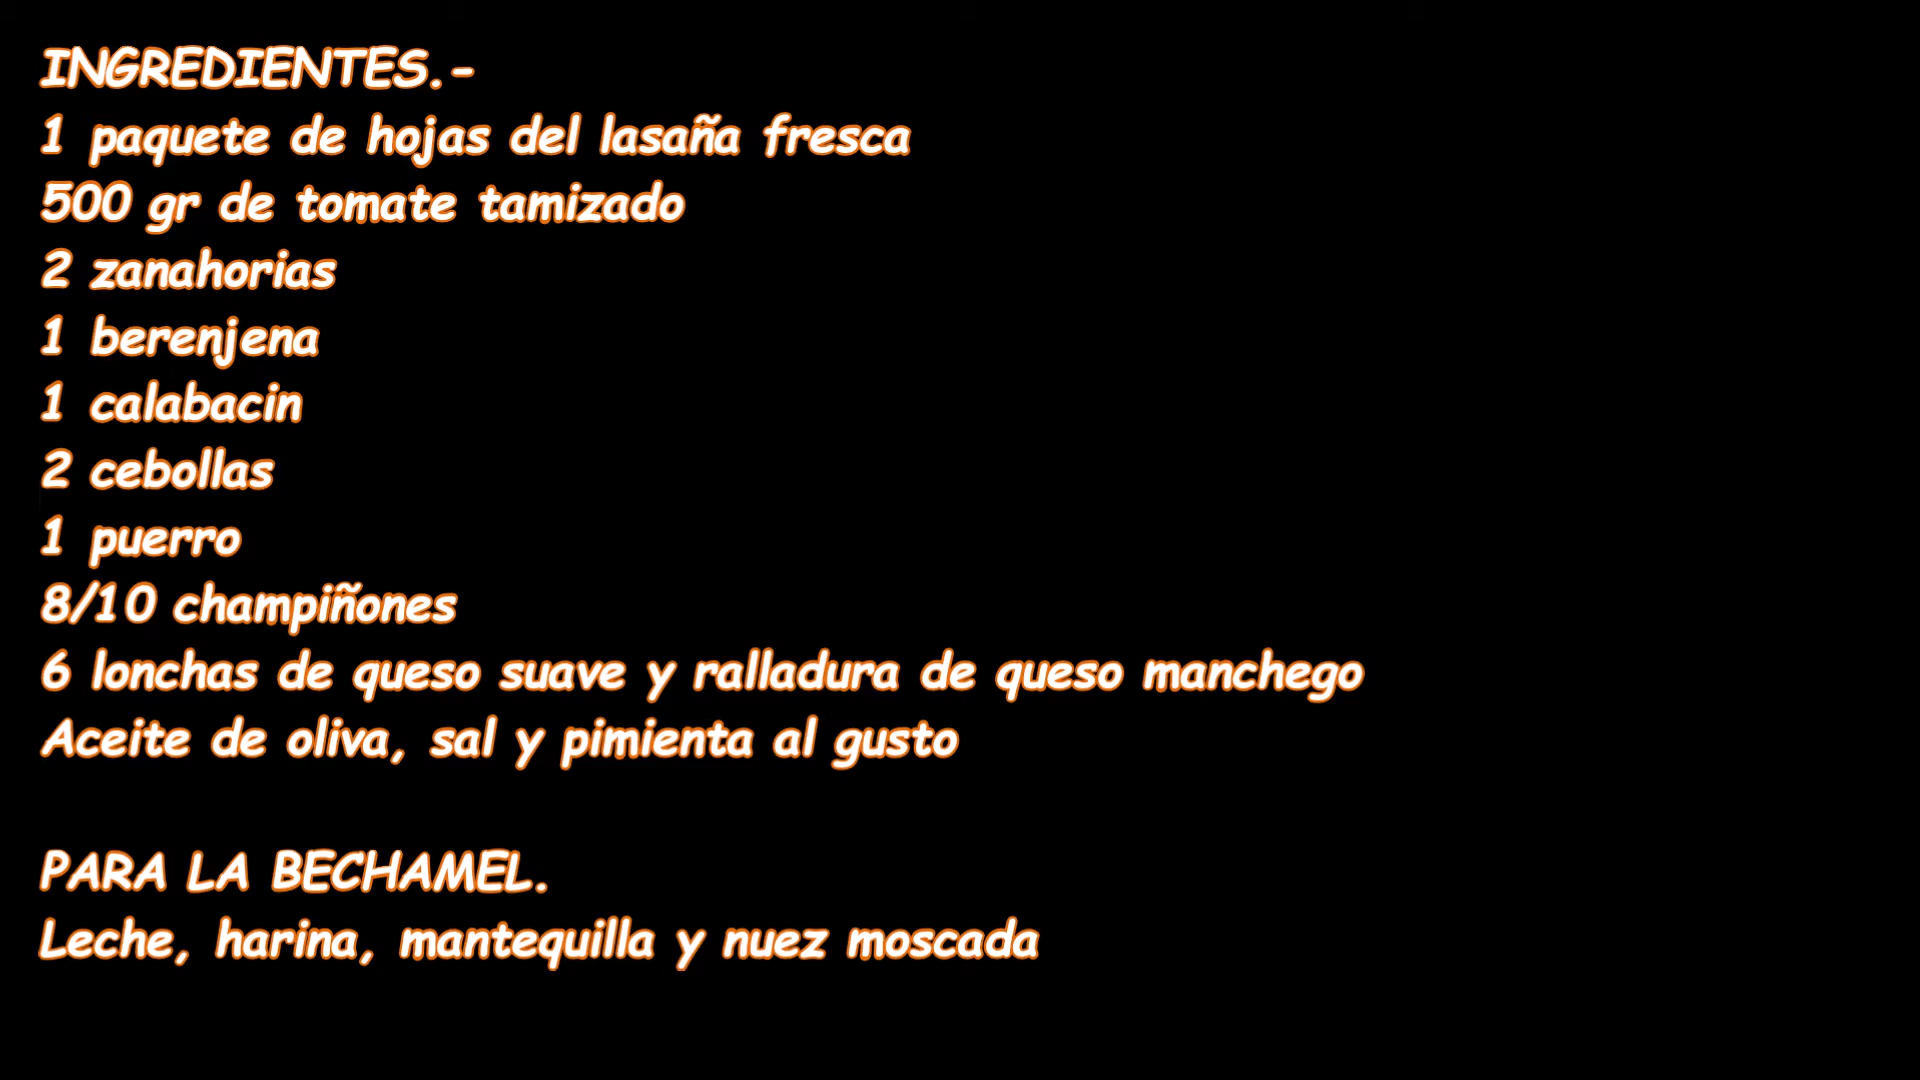 INGREDIENTES.-
1 paquete de hojas del lasaña fresca
500 gr de tomate tamizado
2 zanahorias
1 berenjena
1 calabacin
2 cebollas
1 puerro
8/10 champiñones
6 lonchas de queso suave y ralladura de queso manchego
Aceite de oliva, sal y pimienta al gusto
PARA LA BECHAMEL.
Leche, harina, mantequilla y nuez moscada